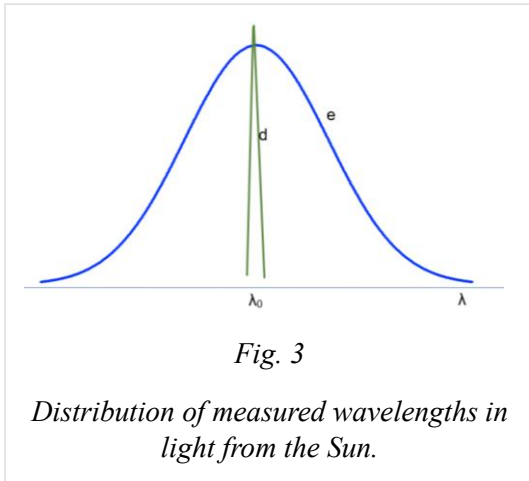 e
d
λ₀
λ
Fig. 3
Distribution of measured wavelengths in
light from the Sun.